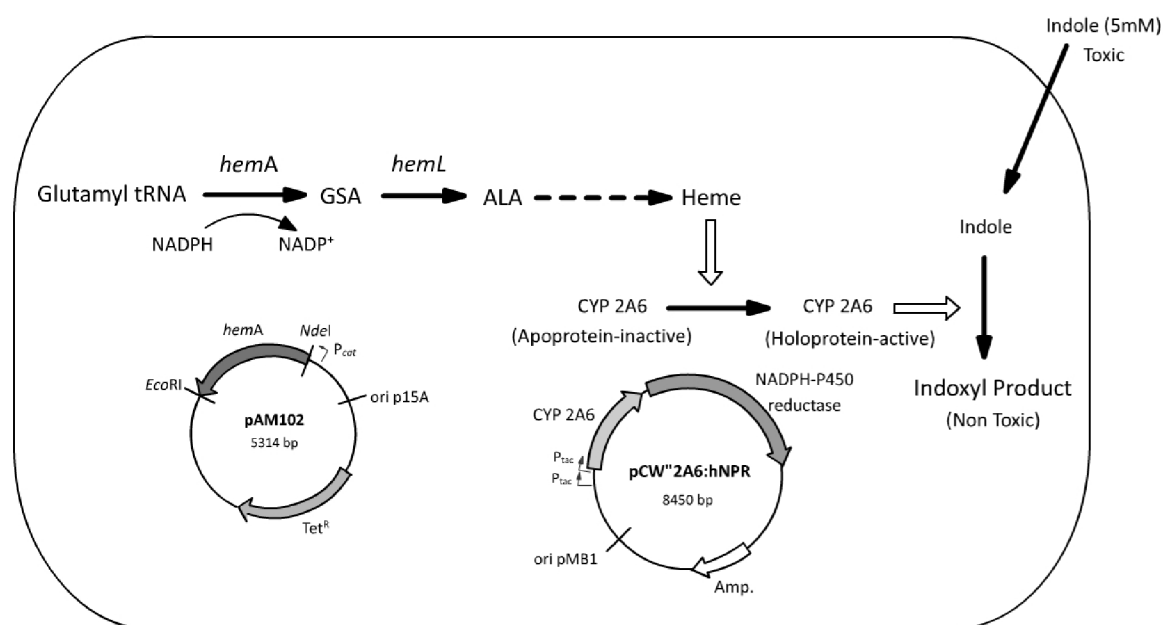 Indole (5mM)
Toxic
hemA
hemL
Glutamyl tRNA
GSA
ALA
Heme
NADPH
NADP⁺
Indole
CYP 2A6
(Apoprotein-inactive)
CYP 2A6
(Holoprotein-active)
Indoxyl Product
(Non Toxic)
hemA
NdeI
Pcat
EcoRI
ori p15A
pAM102
5314 bp
Tetᴿ
NADPH-P450
reductase
CYP 2A6
Ptac
Ptac
pCW"2A6:hNPR
8450 bp
ori pMB1
Amp.